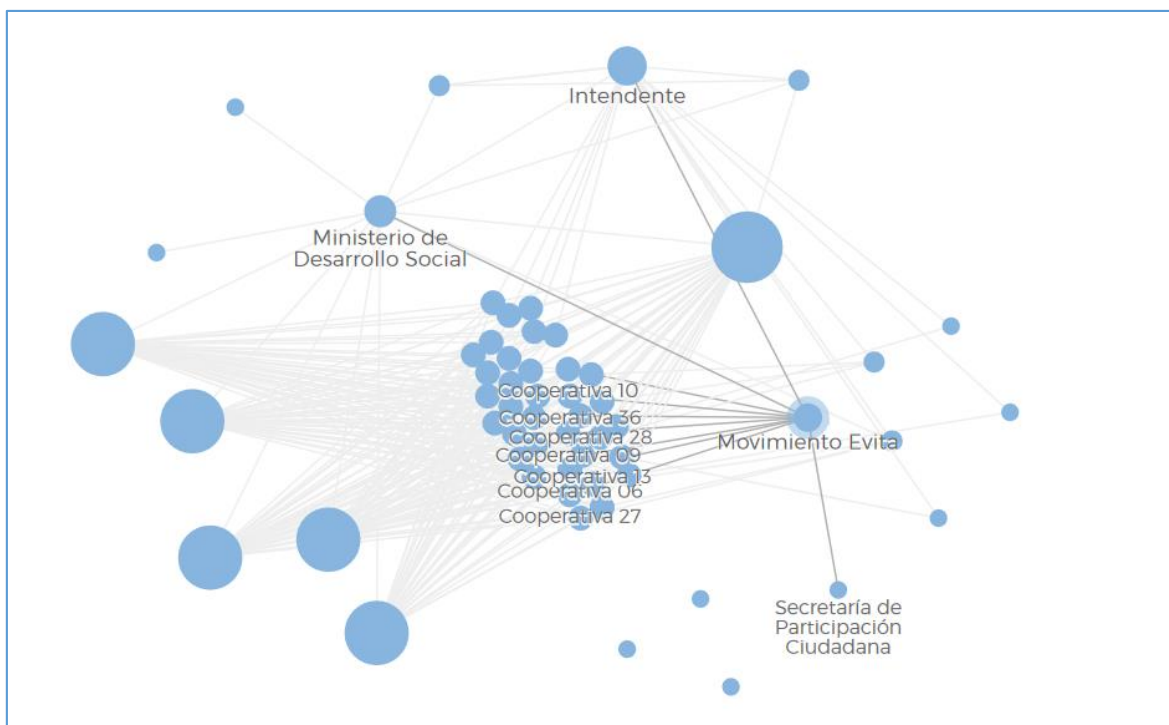 Intendente
Ministerio de
Desarrollo Social
Cooperativa 10
Cooperativa 36
Cooperativa 28
Movimiento Evita
Cooperativa 09
Cooperativa 13
Cooperativa 06
Cooperativa 27
Secretaría de
Participación
Ciudadana